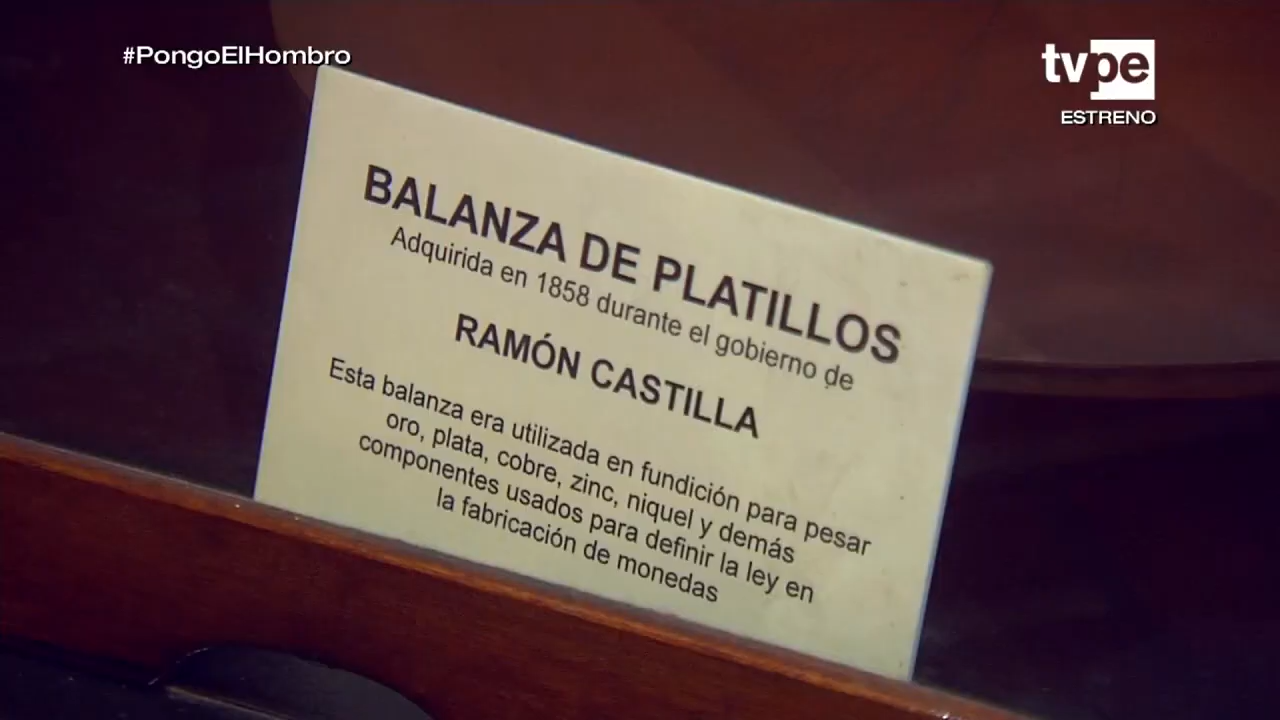 #PongoElHombro
tvpe
ESTRENO
BALANZA DE PLATILLOS
Adquirida en 1858 durante el gobierno de
RAMÓN CASTILLA
Esta balanza era utilizada en fundición para pesar
oro, plata, cobre, zinc, niquel y demás
componentes usados para definir la ley en
la fabricación de monedas